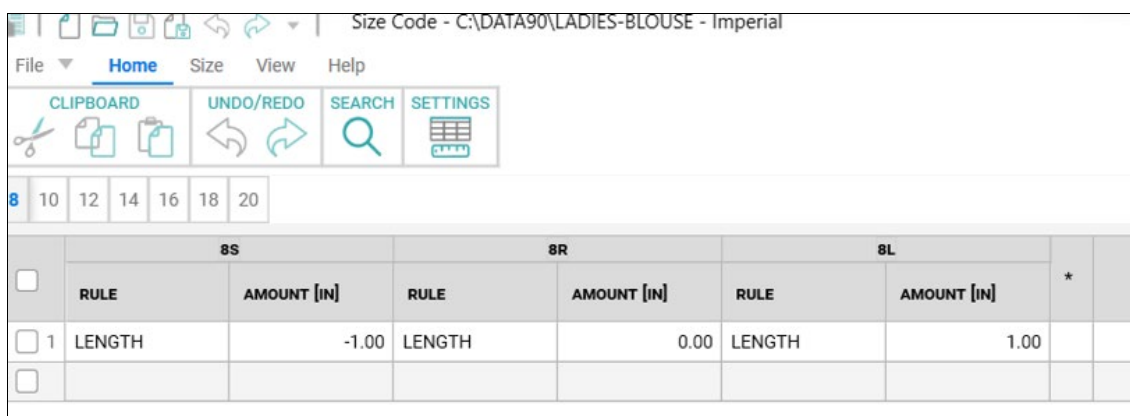 Size Code - C:\DATA90\LADIES-BLOUSE - Imperial
File Home Size View Help
CLIPBOARD UNDO/REDO SEARCH SETTINGS
8 10 12 14 16 18 20
8S 8R 8L
RULE AMOUNT [IN] RULE AMOUNT [IN] RULE AMOUNT [IN] *
1 LENGTH -1.00 LENGTH 0.00 LENGTH 1.00